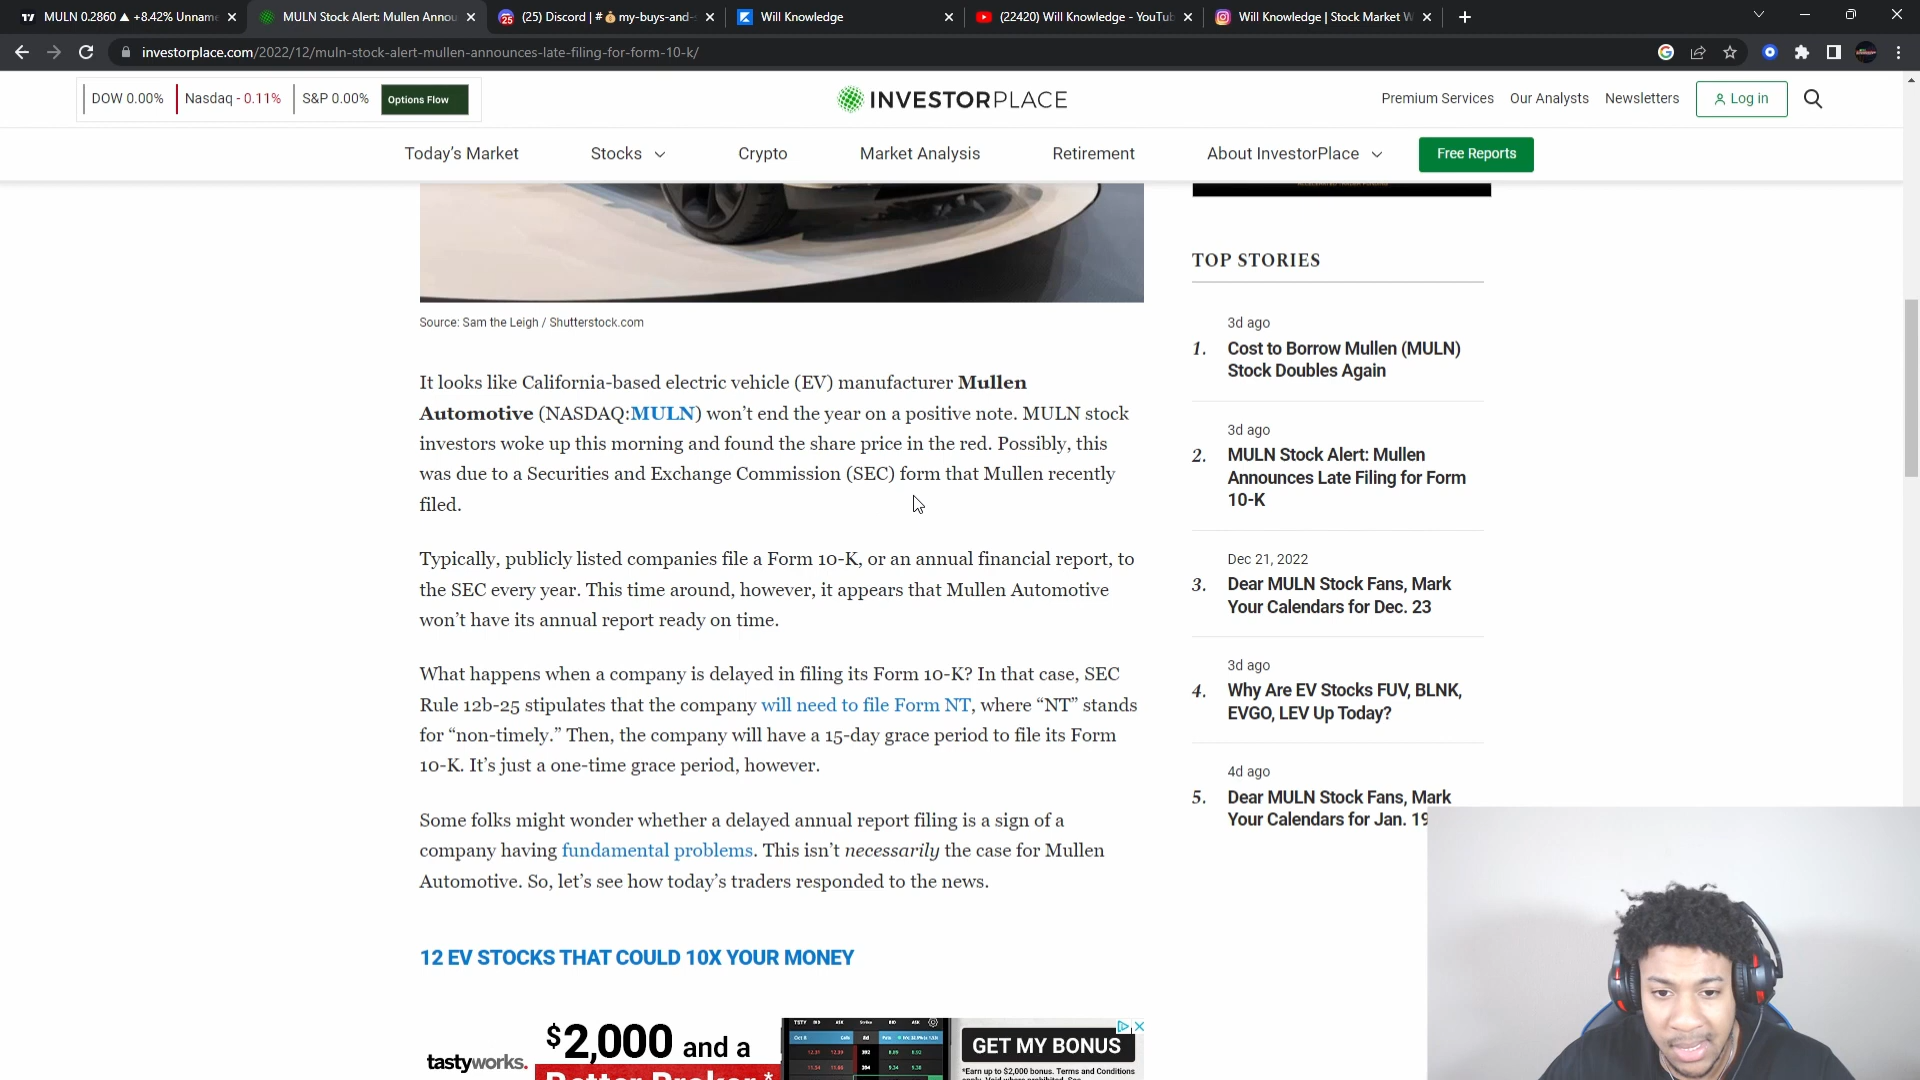 MULN 0.2860 ▲ +8.42% Unname
MULN Stock Alert: Mullen Annou
(25) Discord | #💰my-buys-and-s
Will Knowledge
(22420) Will Knowledge - YouTub
Will Knowledge | Stock Market W
investorplace.com/2022/12/muln-stock-alert-mullen-announces-late-filing-for-form-10-k/
DOW 0.00%
Nasdaq - 0.11%
S&P 0.00%
Options Flow
INVESTORPLACE
Premium Services
Our Analysts
Newsletters
Log in
Today's Market
Stocks
Crypto
Market Analysis
Retirement
About InvestorPlace
Free Reports
Source: Sam the Leigh / Shutterstock.com
It looks like California-based electric vehicle (EV) manufacturer Mullen
Automotive (NASDAQ:MULN) won't end the year on a positive note. MULN stock
investors woke up this morning and found the share price in the red. Possibly, this
was due to a Securities and Exchange Commission (SEC) form that Mullen recently
filed.
Typically, publicly listed companies file a Form 10-K, or an annual financial report, to
the SEC every year. This time around, however, it appears that Mullen Automotive
won't have its annual report ready on time.
What happens when a company is delayed in filing its Form 10-K? In that case, SEC
Rule 12b-25 stipulates that the company will need to file Form NT, where “NT” stands
for “non-timely.” Then, the company will have a 15-day grace period to file its Form
10-K. It's just a one-time grace period, however.
Some folks might wonder whether a delayed annual report filing is a sign of a
company having fundamental problems. This isn't necessarily the case for Mullen
Automotive. So, let's see how today's traders responded to the news.
12 EV STOCKS THAT COULD 10X YOUR MONEY
tastyworks.
$2,000 and a
Better Broker*
GET MY BONUS
*Earn up to $2,000 bonus. Terms and Conditions
TOP STORIES
3d ago
1. Cost to Borrow Mullen (MULN)
Stock Doubles Again
3d ago
2. MULN Stock Alert: Mullen
Announces Late Filing for Form
10-K
Dec 21, 2022
3. Dear MULN Stock Fans, Mark
Your Calendars for Dec. 23
3d ago
4. Why Are EV Stocks FUV, BLNK,
EVGO, LEV Up Today?
4d ago
5. Dear MULN Stock Fans, Mark
Your Calendars for Jan. 19